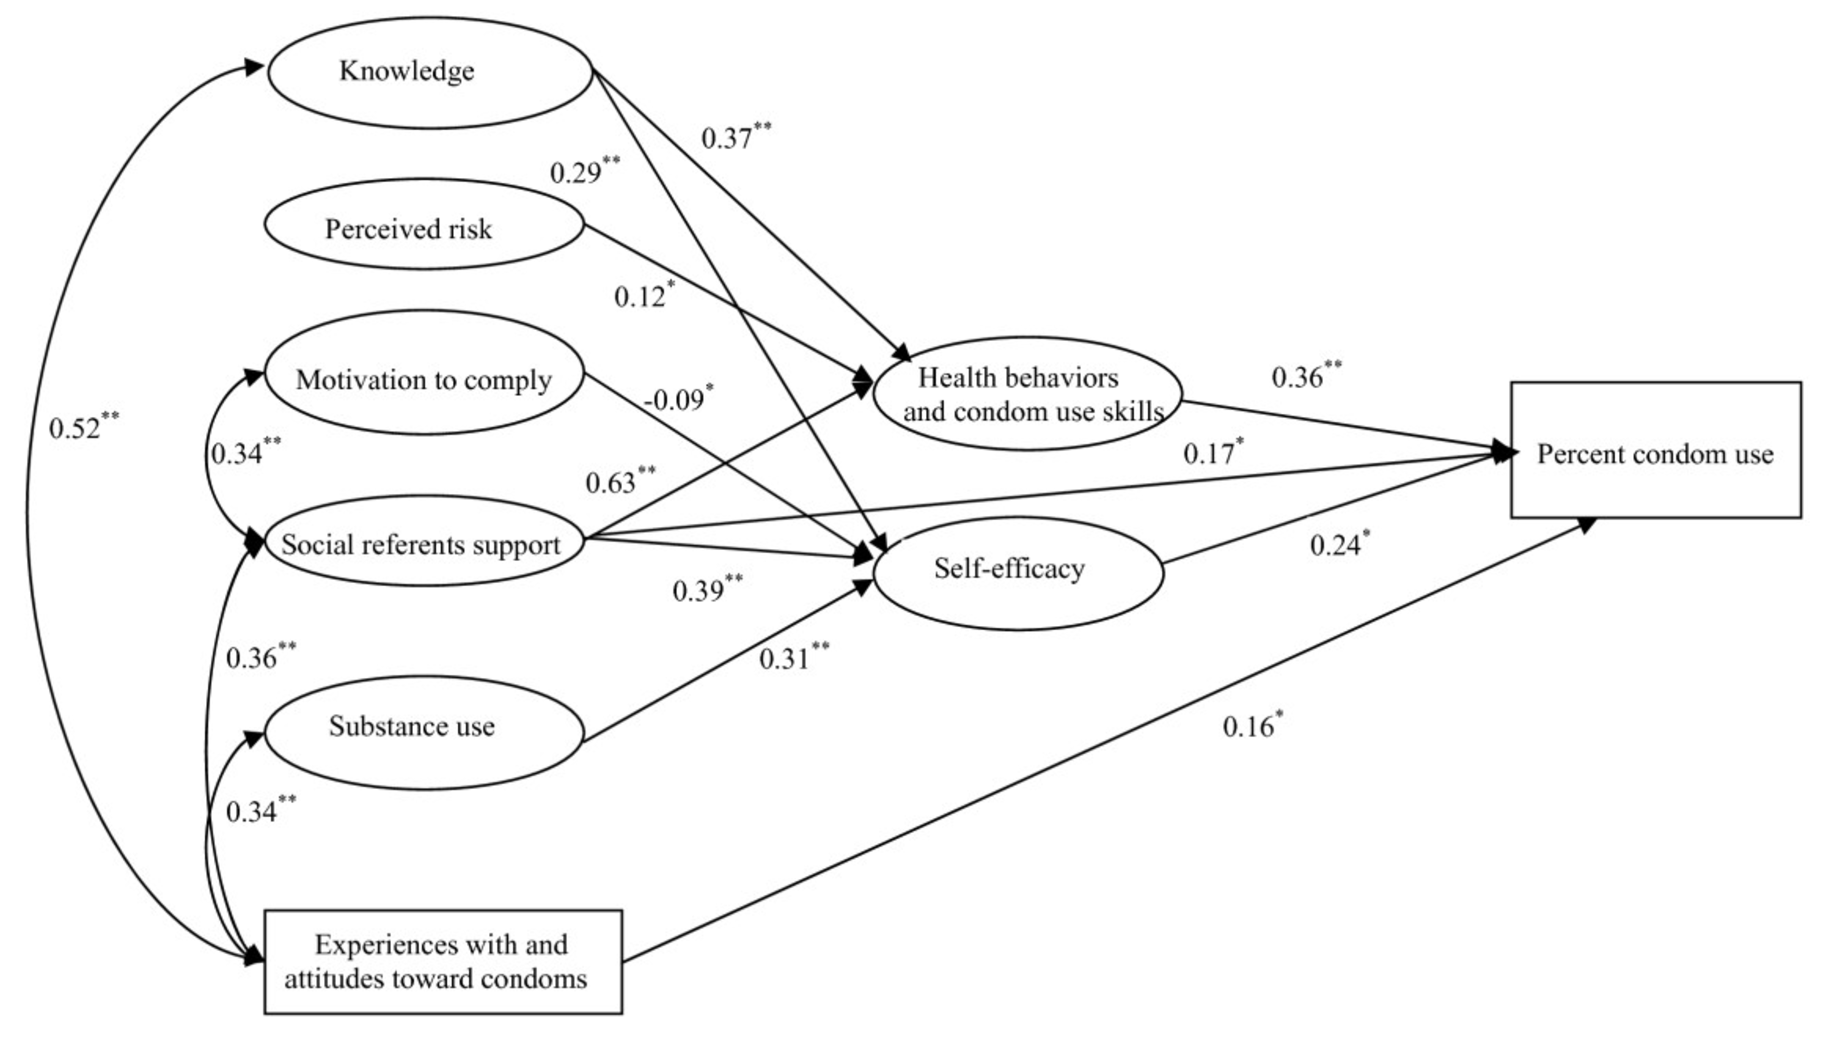 Knowledge
0.37**
0.29**
Perceived risk
0.12*
Motivation to comply
-0.09*
Health behaviors
and condom use skills
0.36**
0.52**
0.34**
0.17*
Percent condom use
0.63**
Social referents support
0.39**
Self-efficacy
0.24*
0.36**
0.31**
Substance use
0.16*
0.34**
Experiences with and
attitudes toward condoms